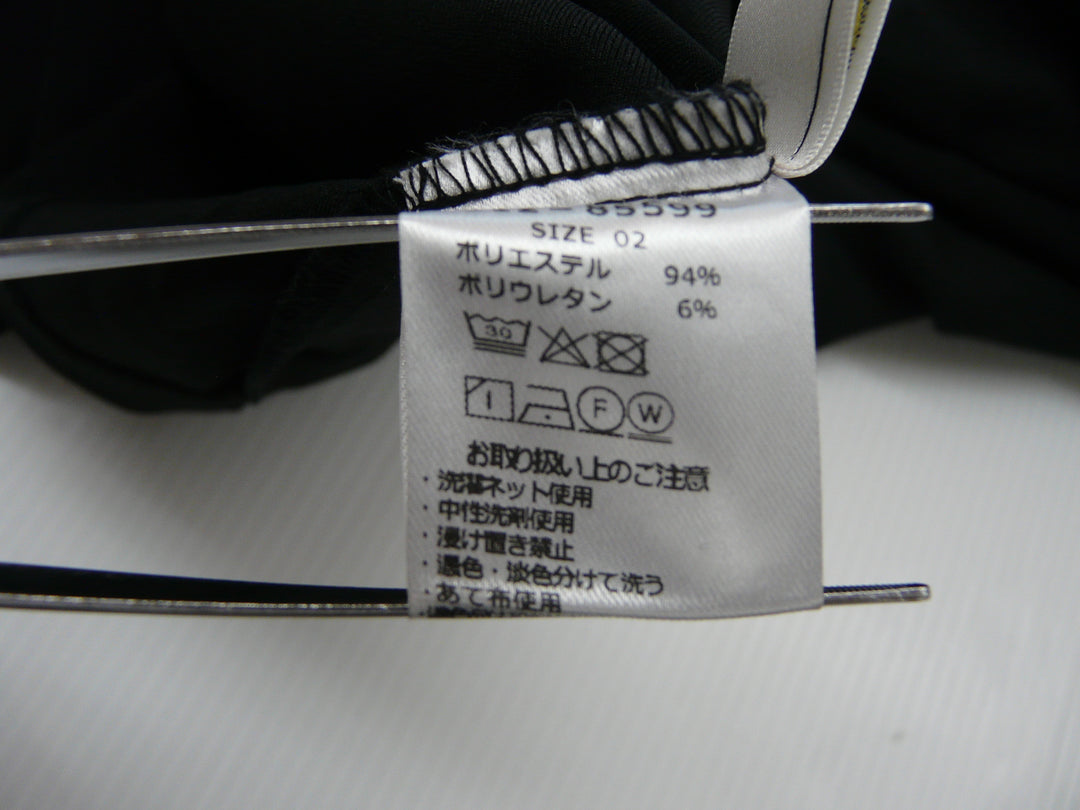 -85599
SIZE 02
ポリエステル 94%
ポリウレタン 6%
30
F W
お取り扱い上のご注意
・洗濯ネット使用
・中性洗剤使用
・浸け置き禁止
・濃色・淡色分けて洗う
・あて布使用